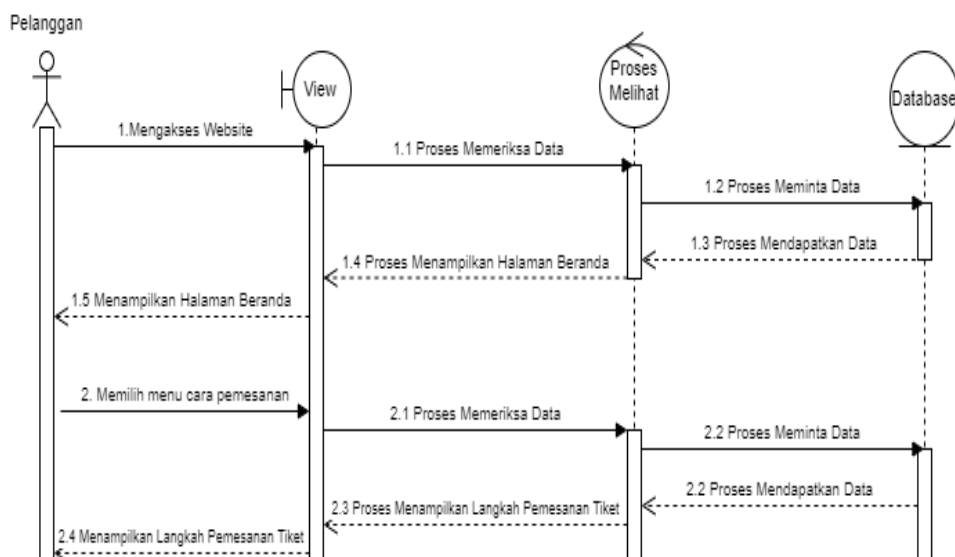 Pelanggan
View
Proses
Melihat
Database
1.Mengakses Website
1.1 Proses Memeriksa Data
1.2 Proses Meminta Data
1.3 Proses Mendapatkan Data
1.4 Proses Menampilkan Halaman Beranda
1.5 Menampilkan Halaman Beranda
2. Memilih menu cara pemesanan
2.1 Proses Memeriksa Data
2.2 Proses Meminta Data
2.2 Proses Mendapatkan Data
2.3 Proses Menampilkan Langkah Pemesanan Tiket
2.4 Menampilkan Langkah Pemesanan Tiket